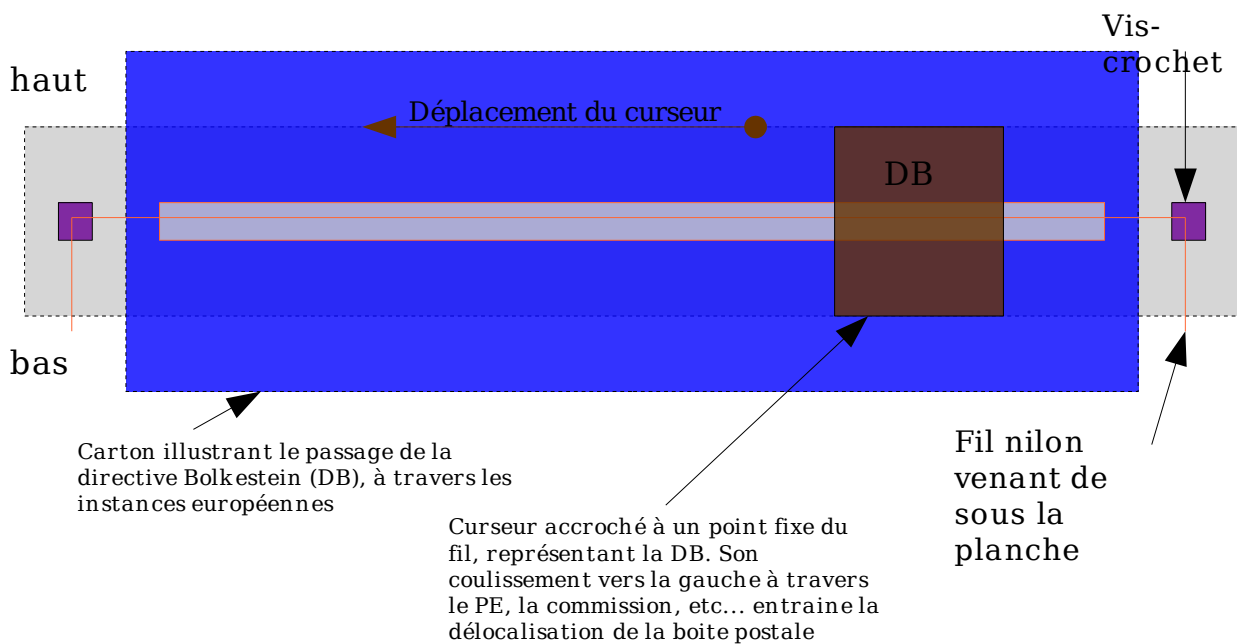 Vis-
crochet
haut
Déplacement du curseur
DB
bas
Carton illustrant le passage de la
directive Bolkestein (DB), à travers les
instances européennes
Fil nilon
venant de
sous la
planche
Curseur accroché à un point fixe du
fil, représentant la DB. Son
coulissement vers la gauche à travers
le PE, la commission, etc... entraine la
délocalisation de la boite postale